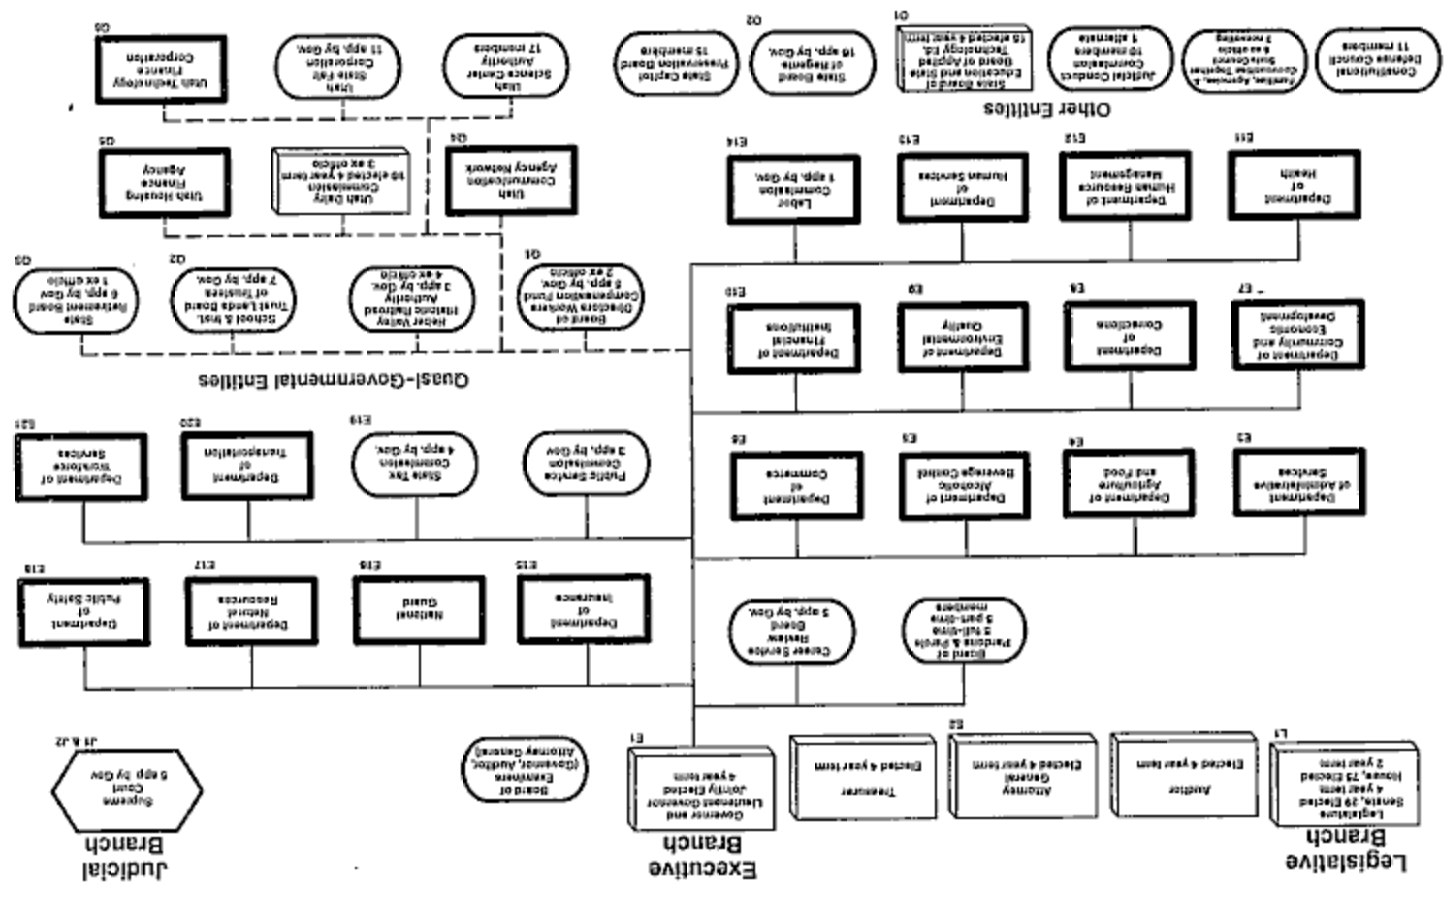 Legislative
Branch
Legislature
Senate, 29 Elected
4 year term
House, 75 Elected
2 year term
L1
Auditor
Elected 4 year term
Attorney
General
Elected 4 year term
E2
Treasurer
Elected 4 year term
Executive
Branch
Governor and
Lieutenant Governor
Jointly Elected
4 year term
E1
Board of
Examiners
(Governor, Auditor,
Attorney General)
Judicial
Branch
Supreme
Court
5 app by Gov
J1 & J2
Board of
Pardons & Parole
5 full-time
5 part-time
members
Career Service
Review
Board
5 app. by Gov.
Department
of Administrative
Services
E3
Department of
Agriculture
and Food
E4
Department of
Alcoholic
Beverage Control
E5
Department
of
Commerce
E6
Department of
Community and
Economic
Development
E7
Department
of
Corrections
E8
Department of
Environmental
Quality
E9
Department of
Financial
Institutions
E10
Department
of
Health
E11
Department of
Human Resource
Management
E12
Department
of
Human Services
E13
Labor
Commission
1 app. by Gov.
E14
Department
of
Insurance
E15
National
Guard
E16
Department of
Natural
Resources
E17
Department
of
Public Safety
E18
Public Service
Commission
3 app. by Gov.
State Tax
Commission
4 app. by Gov.
E19
Department
of
Transportation
E20
Department of
Workforce
Services
E21
Quasi-Governmental Entities
Board of
Directors Workers
Compensation Fund
5 app. by Gov.
2 ex officio
Q1
Heber Valley
Historic Railroad
Authority
3 app. by Gov.
4 ex officio
School & Inst.
Trust Lands Board
of Trustees
7 app. by Gov.
Q2
State
Retirement Board
6 app. by Gov
1 ex officio
Q3
Utah
Communication
Agency Network
Q4
Utah Dairy
Commission
10 elected 4 year term
3 ex officio
Utah Housing
Finance
Agency
Q5
Utah
Science Center
Authority
17 members
Utah
State Fair
Corporation
11 app. by Gov.
Utah Technology
Finance
Corporation
Q6
Other Entities
Constitutional
Defense Council
11 members
Families, Agencies, &
Communities Together
State Council
6 ex officio
Judicial Conduct
Commission
10 members
1 alternate
State Board of
Education and State
Board of Applied
Technology Ed.
15 elected 4 year term
O1
State Board
of Regents
16 app. by Gov.
O2
State Capitol
Preservation Board
15 members